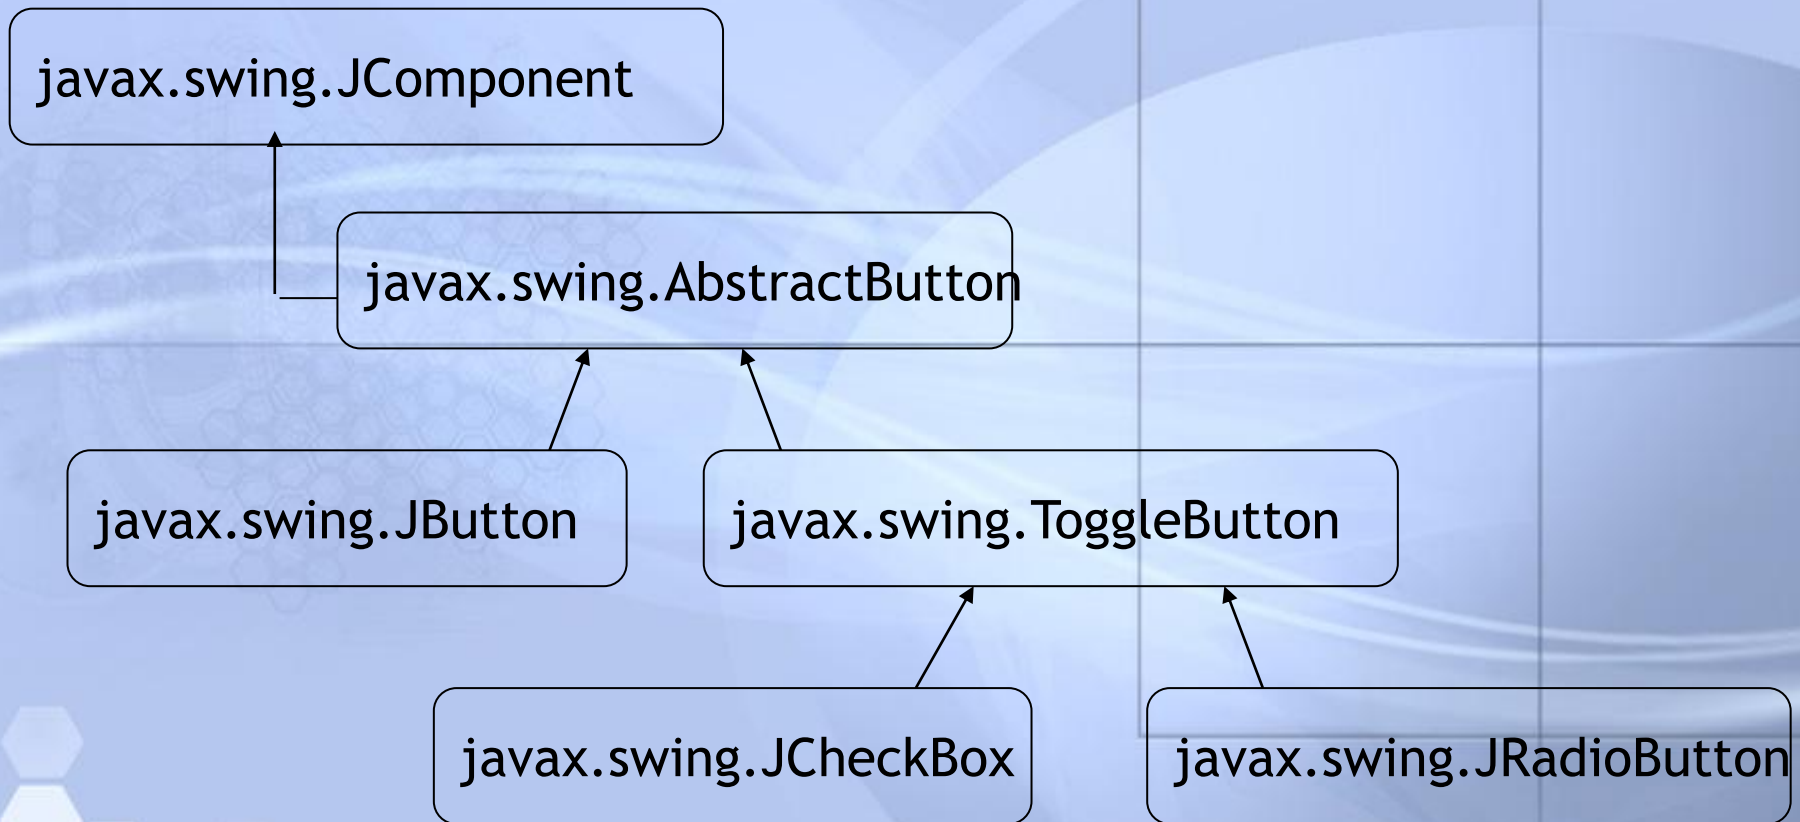 javax.swing.JComponent
javax.swing.AbstractButton
javax.swing.JButton
javax.swing.ToggleButton
javax.swing.JCheckBox
javax.swing.JRadioButton